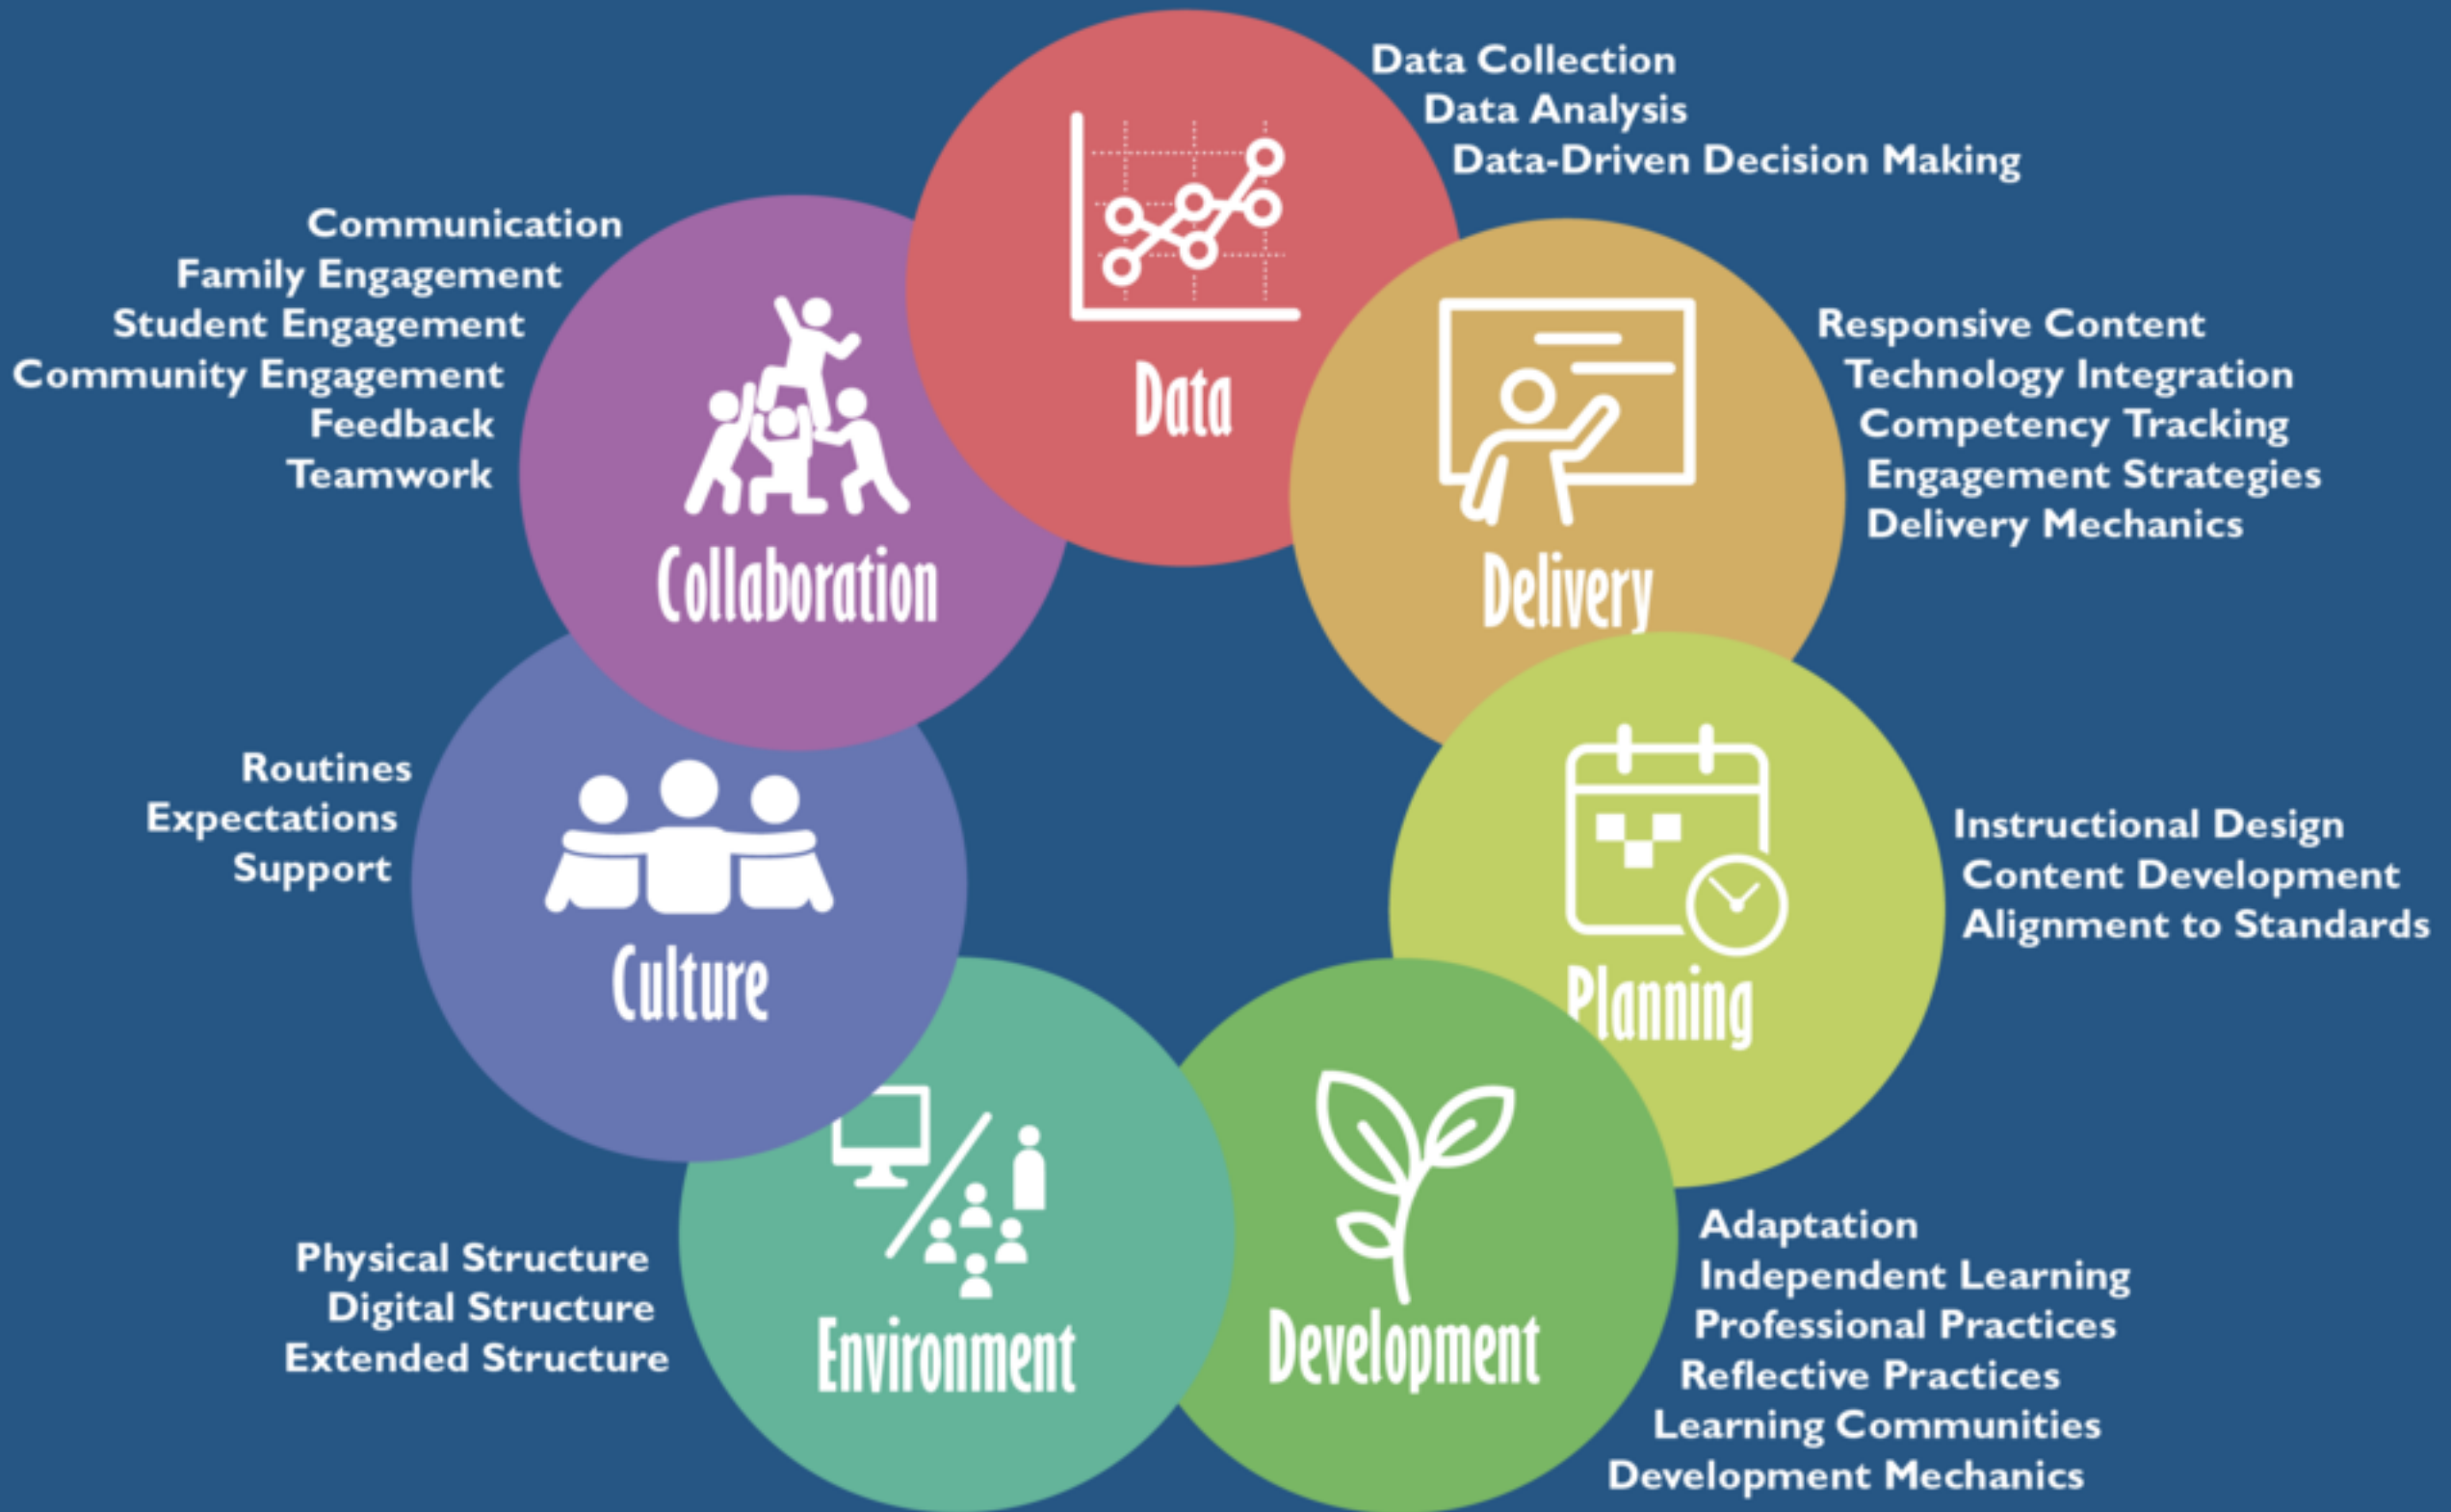 Data
Data Collection
Data Analysis
Data-Driven Decision Making
Delivery
Responsive Content
Technology Integration
Competency Tracking
Engagement Strategies
Delivery Mechanics
Planning
Instructional Design
Content Development
Alignment to Standards
Development
Adaptation
Independent Learning
Professional Practices
Reflective Practices
Learning Communities
Development Mechanics
Environment
Physical Structure
Digital Structure
Extended Structure
Culture
Routines
Expectations
Support
Collaboration
Communication
Family Engagement
Student Engagement
Community Engagement
Feedback
Teamwork